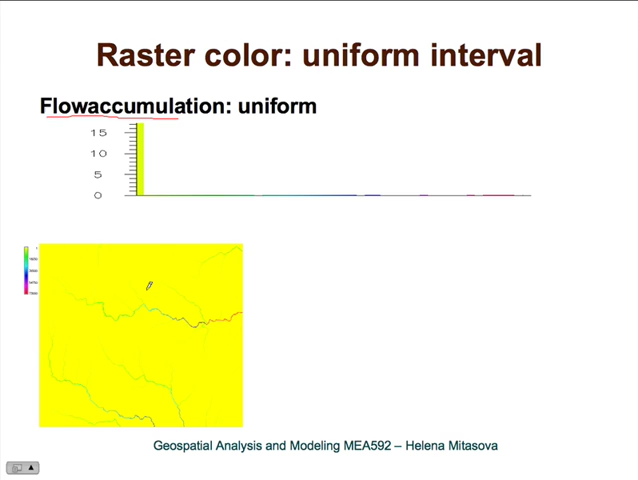 Raster color: uniform interval
Flowaccumulation: uniform
15
10
5
0
Geospatial Analysis and Modeling MEA592 – Helena Mitasova